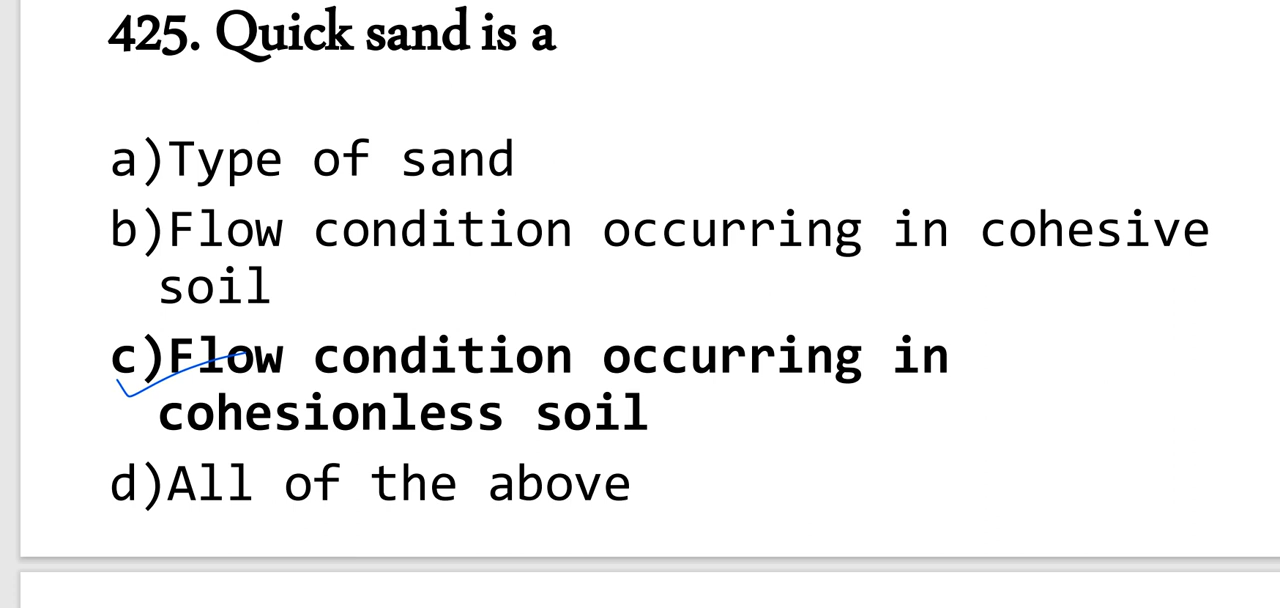 425. Quick sand is a
a)Type of sand
b)Flow condition occurring in cohesive
soil
c)Flow condition occurring in
cohesionless soil
d)All of the above